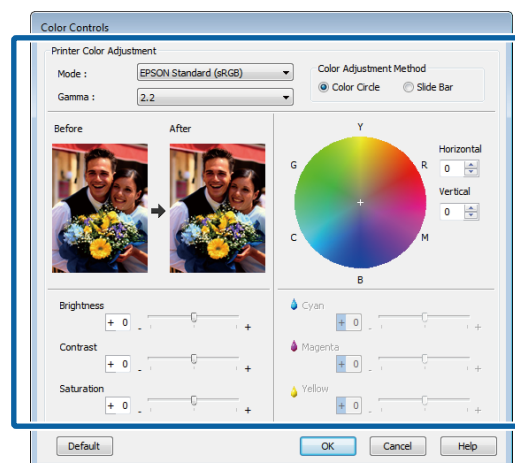 Color Controls
Printer Color Adjustment
Mode :
EPSON Standard (sRGB)
Gamma :
2.2
Color Adjustment Method
Color Circle
Slide Bar
Before
After
Y
G
R
C
M
B
Horizontal
0
Vertical
0
Brightness
+ 0
- +
Contrast
+ 0
- +
Saturation
+ 0
- +
Cyan
+ 0
- +
Magenta
+ 0
- +
Yellow
+ 0
- +
Default
OK
Cancel
Help